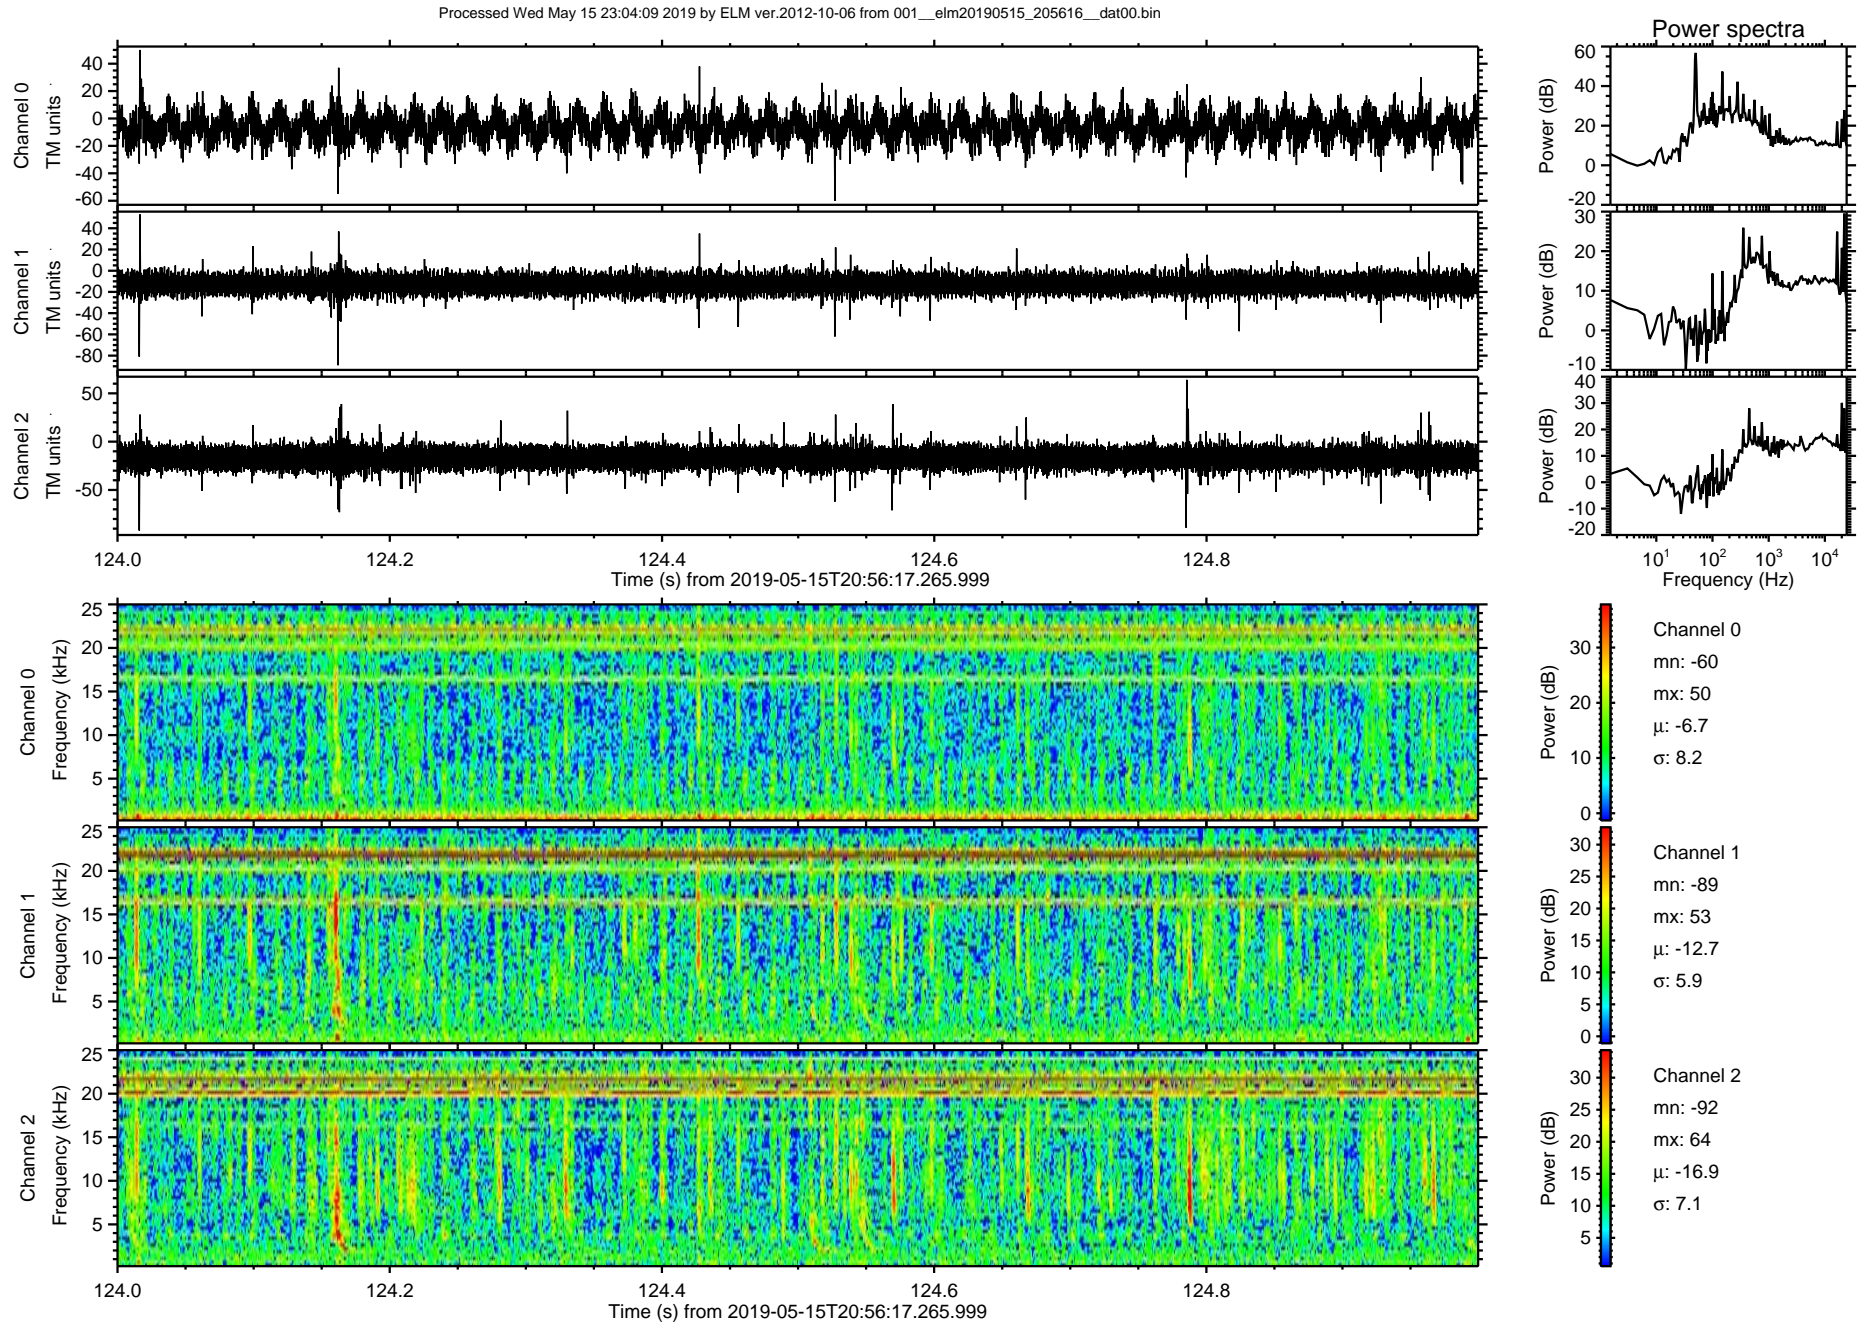 Processed Wed May 15 23:04:09 2019 by ELM ver.2012-10-06 from 001__elm20190515_205616__dat00.bin
Power spectra
Channel 0
TM units
40
20
0
-20
-40
-60
Power (dB)
60
40
20
0
-20
Channel 1
TM units
40
20
0
-20
-40
-60
-80
Power (dB)
30
20
10
0
-10
Channel 2
TM units
50
0
-50
Power (dB)
40
30
20
10
0
-10
-20
124.0 124.2 124.4 124.6 124.8
Time (s) from 2019-05-15T20:56:17.265.999
10¹ 10² 10³ 10⁴
Frequency (Hz)
Channel 0
Frequency (kHz)
25
20
15
10
5
Power (dB)
30
20
10
0
Channel 0
mn: -60
mx: 50
μ: -6.7
σ: 8.2
Channel 1
Frequency (kHz)
25
20
15
10
5
Power (dB)
30
25
20
15
10
5
0
Channel 1
mn: -89
mx: 53
μ: -12.7
σ: 5.9
Channel 2
Frequency (kHz)
25
20
15
10
5
Power (dB)
30
25
20
15
10
5
Channel 2
mn: -92
mx: 64
μ: -16.9
σ: 7.1
124.0 124.2 124.4 124.6 124.8
Time (s) from 2019-05-15T20:56:17.265.999